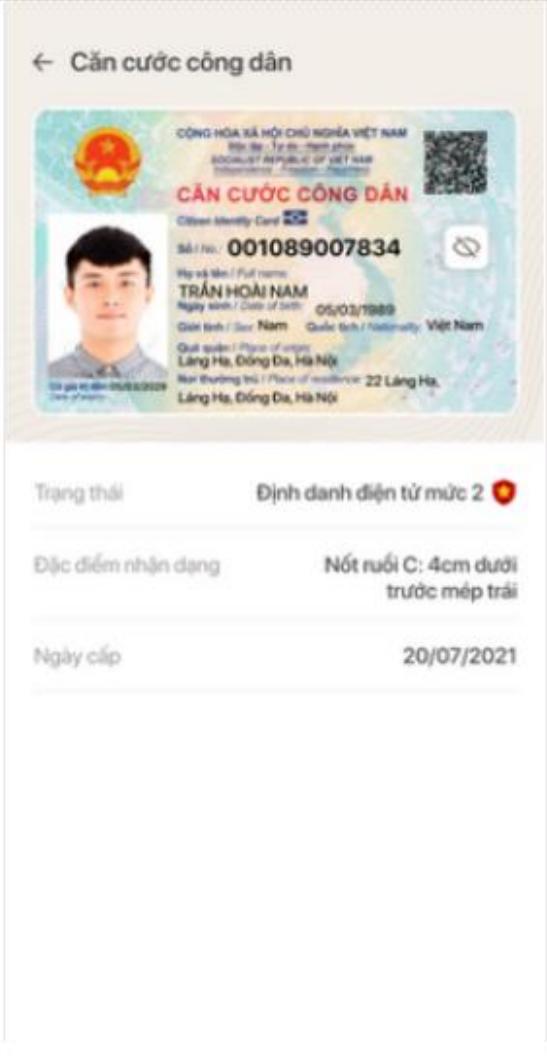 ← Căn cước công dân
CỘNG HÒA XÃ HỘI CHỦ NGHĨA VIỆT NAM
Độc lập - Tự do - Hạnh phúc
SOCIALIST REPUBLIC OF VIET NAM
Independence - Freedom - Happiness
CĂN CƯỚC CÔNG DÂN
Citizen Identity Card
Số / No.: 001089007834
Họ và tên / Full name:
TRẦN HOÀI NAM
Ngày sinh / Date of birth: 05/03/1989
Giới tính / Sex: Nam Quốc tịch / Nationality: Việt Nam
Quê quán / Place of origin:
Láng Hạ, Đống Đa, Hà Nội
Nơi thường trú / Place of residence: 22 Láng Hạ,
Láng Hạ, Đống Đa, Hà Nội
Có giá trị đến: 05/03/2029
Date of expiry
Trạng thái
Định danh điện tử mức 2
Đặc điểm nhận dạng
Nốt ruồi C: 4cm dưới
trước mép trái
Ngày cấp
20/07/2021